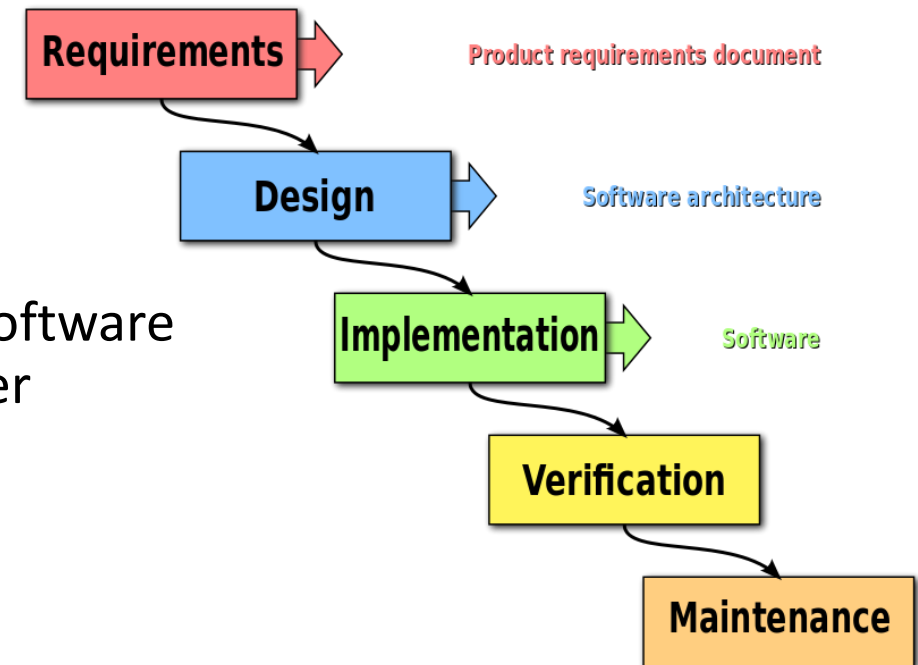 Requirements
Product requirements document
Design
Software architecture
oftware
er
Implementation
Software
Verification
Maintenance